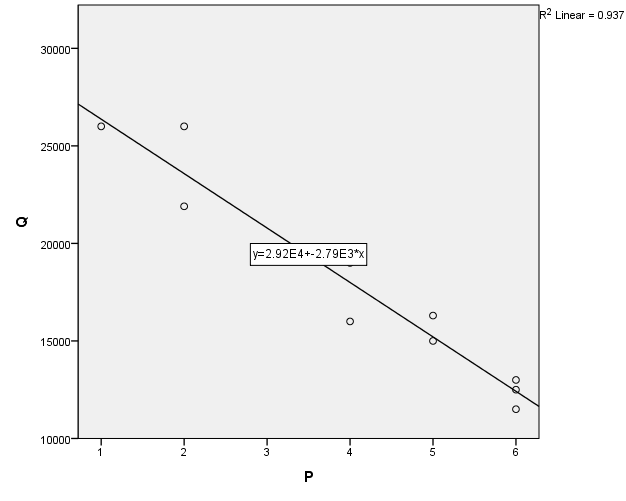 R2 Linear = 0.937
30000
25000
20000
15000
10000
Q
y=2.92E4+-2.79E3*x
1 2 3 4 5 6
P